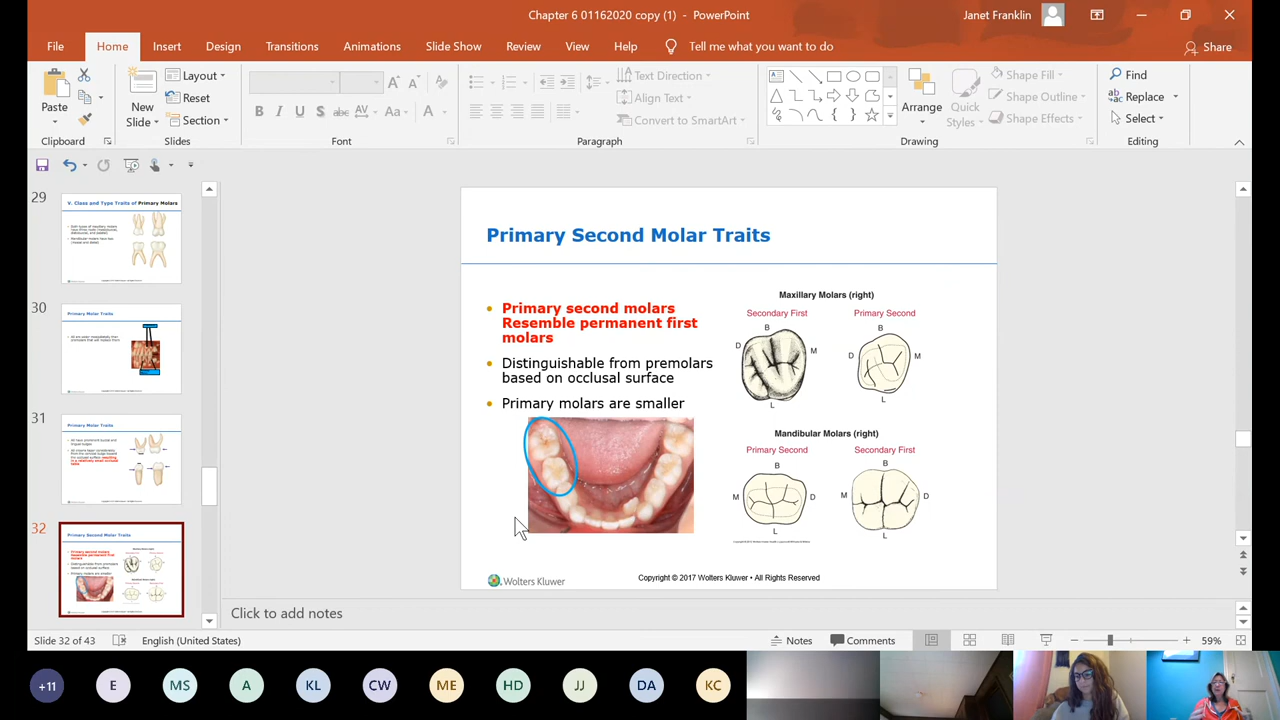 Chapter 6 01162020 copy (1) - PowerPoint
Janet Franklin
File Home Insert Design Transitions Animations Slide Show Review View Help Tell me what you want to do Share
Paste
Clipboard
New Slide
Layout
Reset
Section
Slides
B I U S abc AV Aa A
Font
Text Direction
Align Text
Convert to SmartArt
Paragraph
Arrange
Quick Styles
Shape Fill
Shape Outline
Shape Effects
Drawing
Find
Replace
Select
Editing
29
V. Class and Type Traits of Primary Molars
30
Primary Molar Traits
31
Primary Molar Traits
32
Primary Second Molar Traits
Primary Second Molar Traits
Primary second molars
Resemble permanent first
molars
Distinguishable from premolars
based on occlusal surface
Primary molars are smaller
Maxillary Molars (right)
Secondary First Primary Second
B B
D M D M
L L
Mandibular Molars (right)
Primary Second Secondary First
B B
M D M D
L L
Wolters Kluwer
Copyright © 2017 Wolters Kluwer • All Rights Reserved
Click to add notes
Slide 32 of 43 English (United States) Notes Comments 59%
+11 E MS A KL CW ME HD JJ DA KC